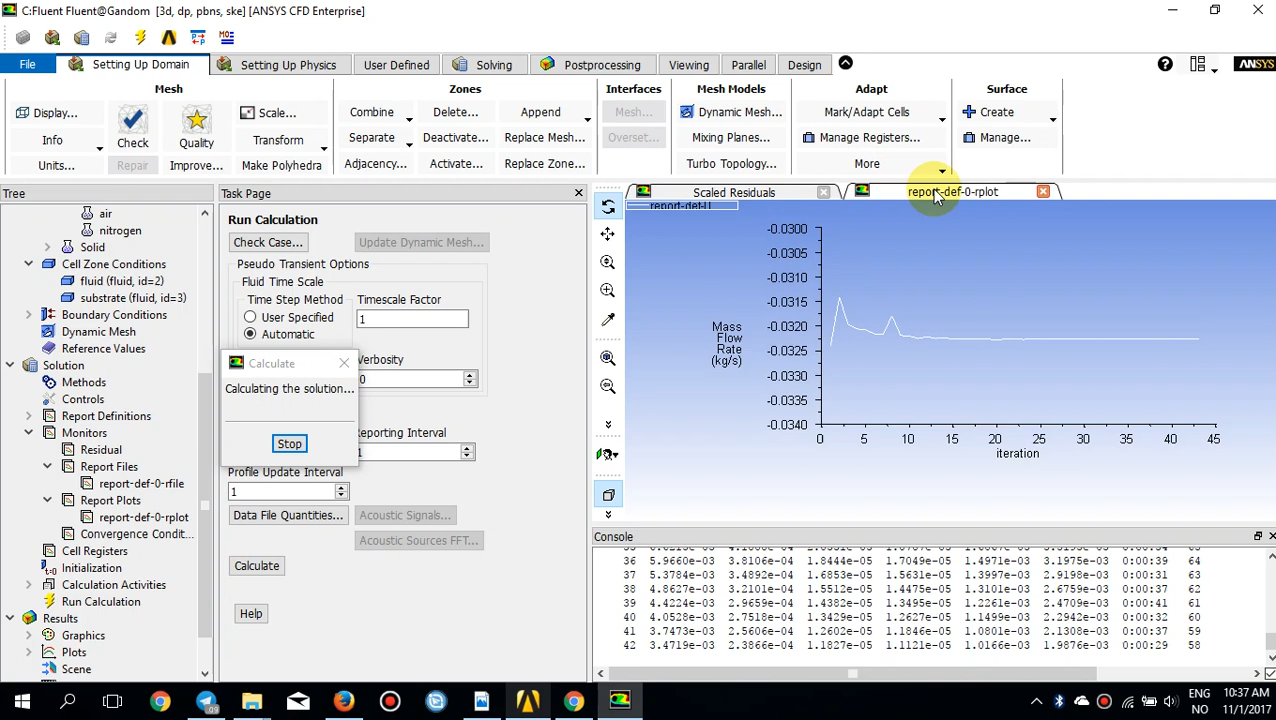 C:Fluent Fluent@Gandom [3d, dp, pbns, ske] [ANSYS CFD Enterprise]
File Setting Up Domain Setting Up Physics User Defined Solving Postprocessing Viewing Parallel Design ANSYS
Mesh Zones Interfaces Mesh Models Adapt Surface
Display... Check Quality Scale... Combine Delete... Append Mesh... Dynamic Mesh... Mark/Adapt Cells Create
Info Transform Separate Deactivate... Replace Mesh... Overset... Mixing Planes... Manage Registers... Manage...
Units... Repair Improve... Make Polyhedra Adjacency... Activate... Replace Zone... Turbo Topology... More
Tree
air
nitrogen
Solid
Cell Zone Conditions
fluid (fluid, id=2)
substrate (fluid, id=3)
Boundary Conditions
Dynamic Mesh
Reference Values
Solution
Methods
Controls
Report Definitions
Monitors
Residual
Report Files
report-def-0-rfile
Report Plots
report-def-0-rplot
Convergence Condit...
Cell Registers
Initialization
Calculation Activities
Run Calculation
Results
Graphics
Plots
Scene
Task Page
Run Calculation
Check Case... Update Dynamic Mesh...
Pseudo Transient Options
Fluid Time Scale
Time Step Method Timescale Factor
User Specified 1
Automatic
Verbosity
0
Calculate
Calculating the solution...
Stop
Reporting Interval
1
Profile Update Interval
1
Data File Quantities... Acoustic Signals...
Acoustic Sources FFT...
Calculate
Help
Scaled Residuals report-def-0-rplot
report-def-0
-0.0300
-0.0305
-0.0310
-0.0315
-0.0320
-0.0325
-0.0330
-0.0335
-0.0340
Mass
Flow
Rate
(kg/s)
0 5 10 15 20 25 30 35 40 45
iteration
Console
36 5.9660e-03 3.8106e-04 1.8444e-05 1.7049e-05 1.4971e-03 3.1975e-03 0:00:39 64
37 5.3784e-03 3.4892e-04 1.6853e-05 1.5631e-05 1.3997e-03 2.9198e-03 0:00:51 63
38 4.8627e-03 3.2101e-04 1.5512e-05 1.4475e-05 1.3101e-03 2.6759e-03 0:00:52 62
39 4.4224e-03 2.9659e-04 1.4382e-05 1.3495e-05 1.2261e-03 2.4709e-03 0:00:41 61
40 4.0528e-03 2.7518e-04 1.3429e-05 1.2627e-05 1.1499e-03 2.2942e-03 0:00:45 60
41 3.7473e-03 2.5606e-04 1.2602e-05 1.1846e-05 1.0801e-03 2.1308e-03 0:00:37 59
42 3.4719e-03 2.3866e-04 1.1827e-05 1.1121e-05 1.0166e-03 1.9876e-03 0:00:29 58
ENG 10:37 AM
NO 11/1/2017